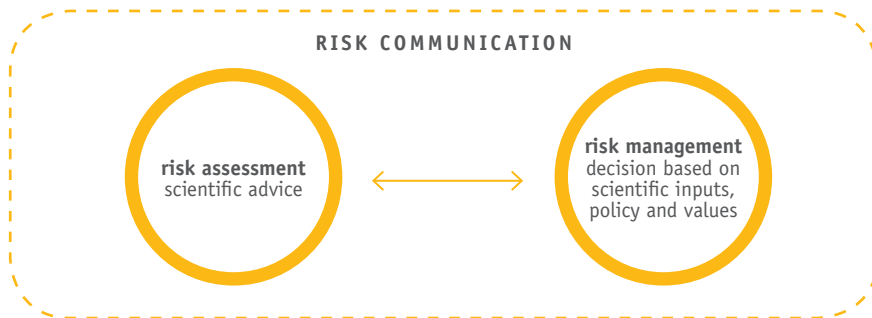 RISK COMMUNICATION
risk assessment
scientific advice
risk management
decision based on
scientific inputs,
policy and values